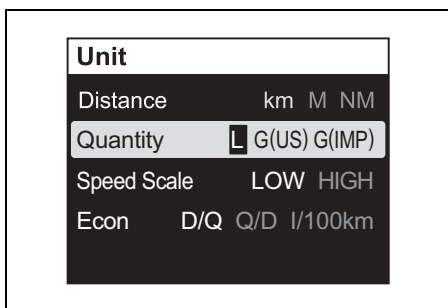 Unit
Distance km M NM
Quantity L G(US) G(IMP)
Speed Scale LOW HIGH
Econ D/Q Q/D l/100km